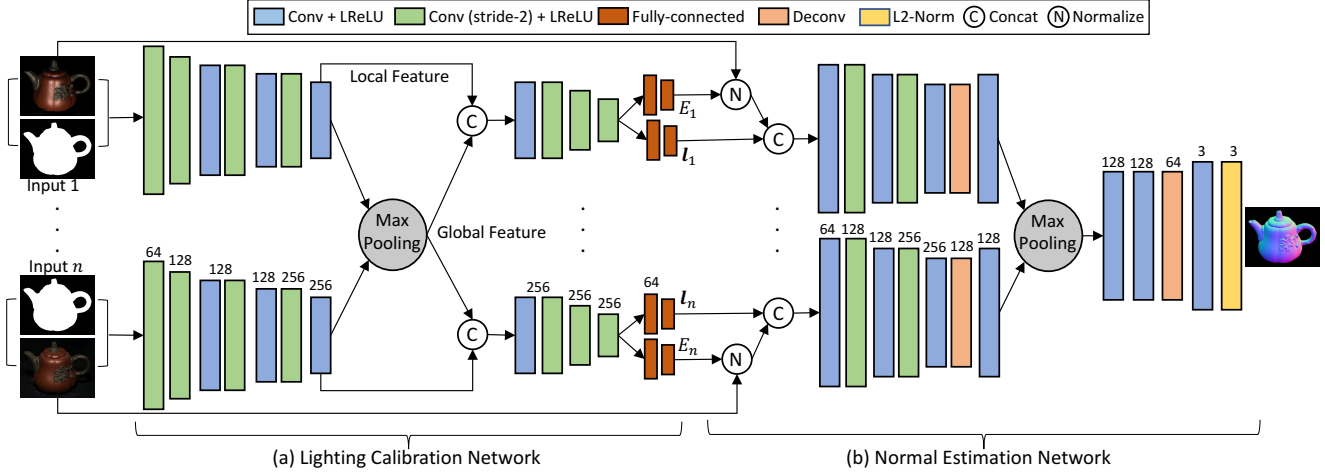 Conv + LReLU Conv (stride-2) + LReLU Fully-connected Deconv L2-Norm C Concat N Normalize
Input 1
Local Feature
C
E1
l1
N
C
Max
Pooling
Global Feature
Max
Pooling
128 128 64 3 3
Input n
64 128 128 128 256 256
C
256 256 256 64
ln
En
N
C
64 128 128 256 256 128 128
(a) Lighting Calibration Network
(b) Normal Estimation Network